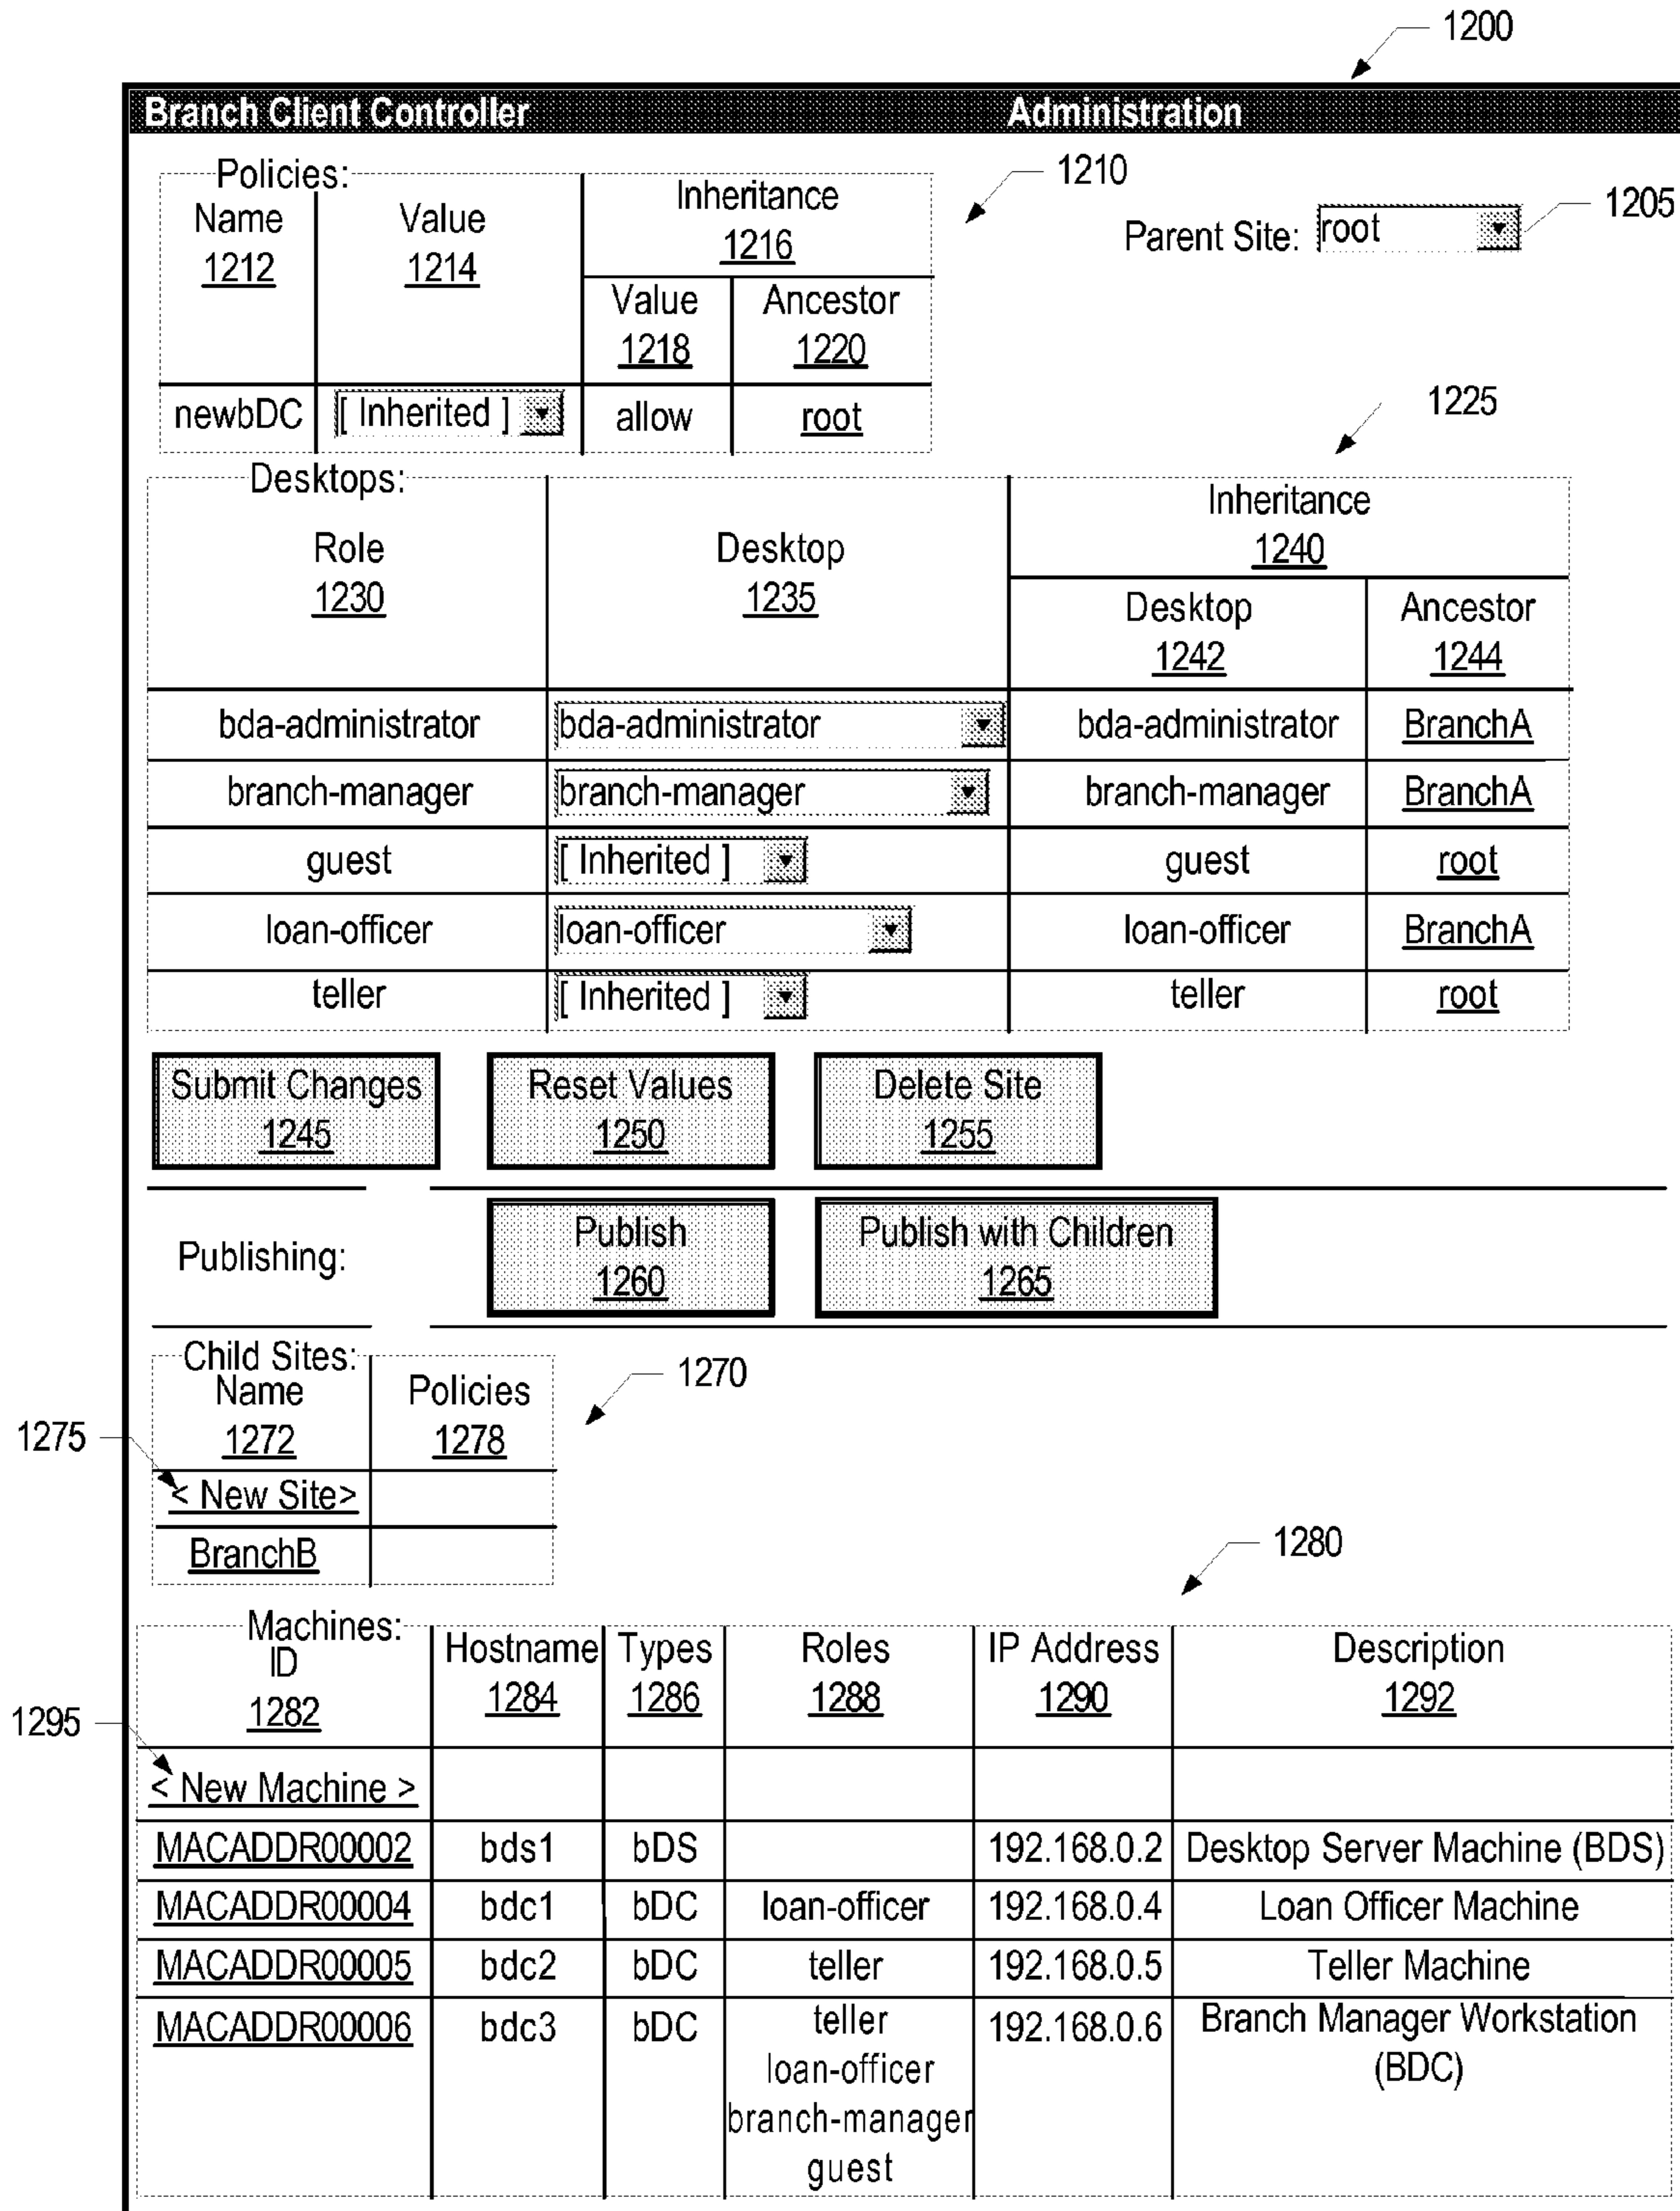 1200
Branch Client Controller Administration
Policies:
Name Value Inheritance
1212 1214 1216
1210
Parent Site: root
1205
Value Ancestor
1218 1220
newbDC [ Inherited ] allow root
1225
Desktops:
Role Desktop Inheritance
1230 1235 1240
Desktop Ancestor
1242 1244
bda-administrator bda-administrator bda-administrator BranchA
branch-manager branch-manager branch-manager BranchA
guest [ Inherited ] guest root
loan-officer loan-officer loan-officer BranchA
teller [ Inherited ] teller root
Submit Changes Reset Values Delete Site
1245 1250 1255
Publishing:
Publish Publish with Children
1260 1265
Child Sites:
Name Policies
1272 1278
1270
1275
< New Site>
BranchB
1280
Machines:
ID Hostname Types Roles IP Address Description
1282 1284 1286 1288 1290 1292
1295
< New Machine >
MACADDR00002 bds1 bDS 192.168.0.2 Desktop Server Machine (BDS)
MACADDR00004 bdc1 bDC loan-officer 192.168.0.4 Loan Officer Machine
MACADDR00005 bdc2 bDC teller 192.168.0.5 Teller Machine
MACADDR00006 bdc3 bDC teller 192.168.0.6 Branch Manager Workstation
loan-officer (BDC)
branch-manager
guest